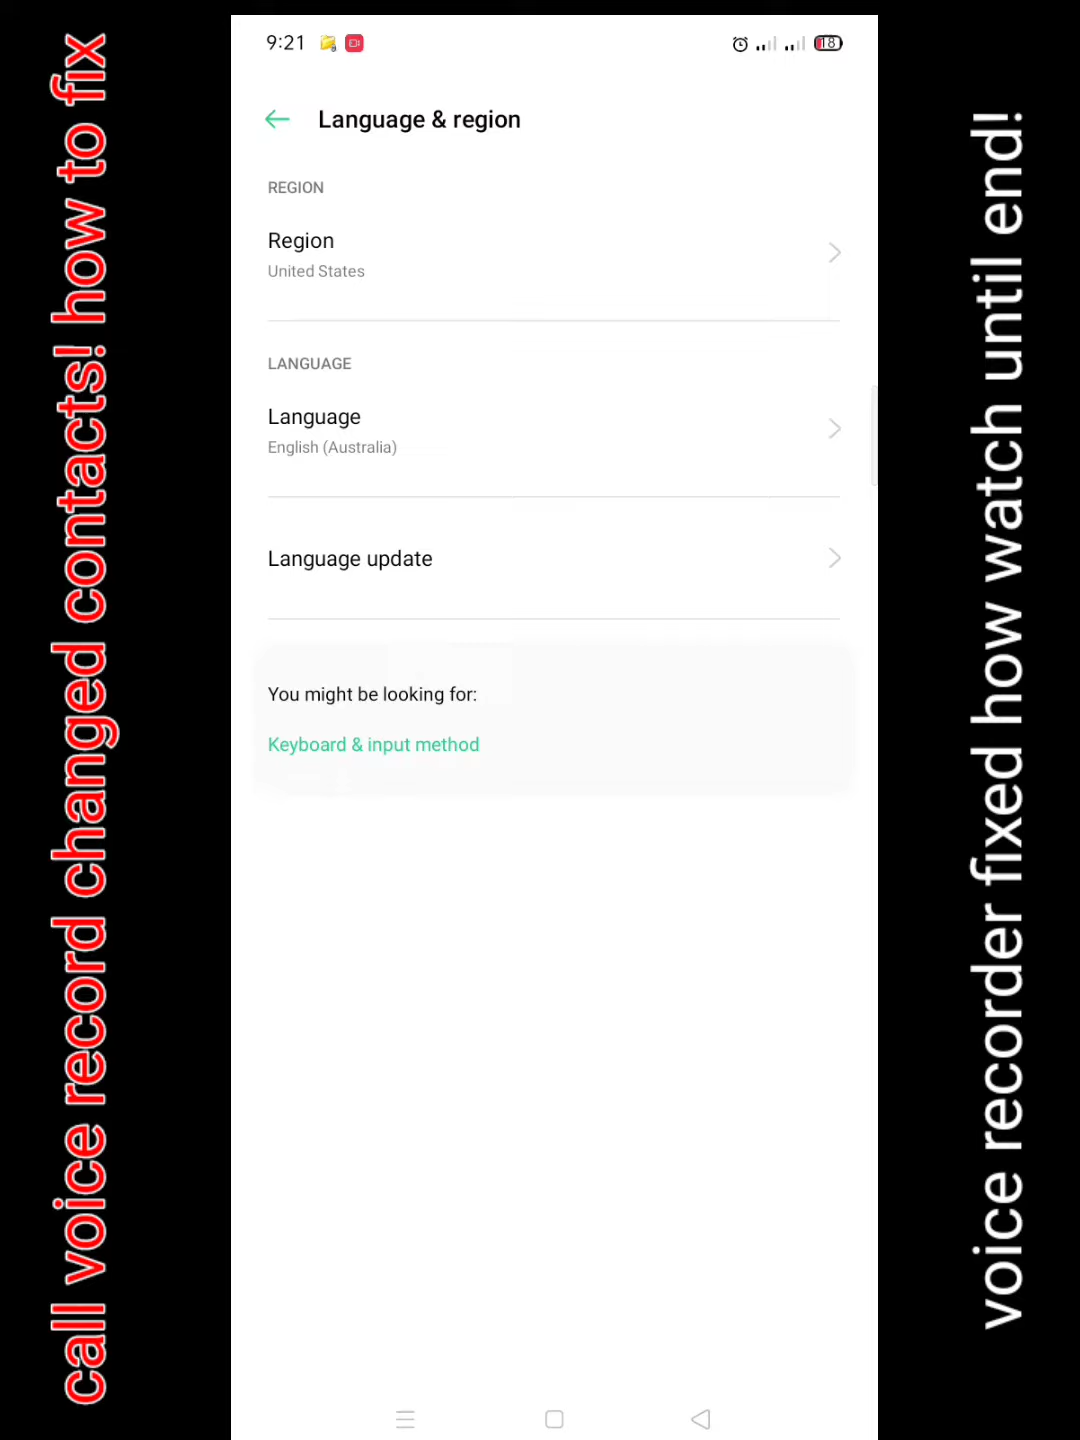 call voice record changed contacts! how to fix
9:21
18
Language & region
REGION
Region
United States
LANGUAGE
Language
English (Australia)
Language update
You might be looking for:
Keyboard & input method
voice recorder fixed how watch until end!